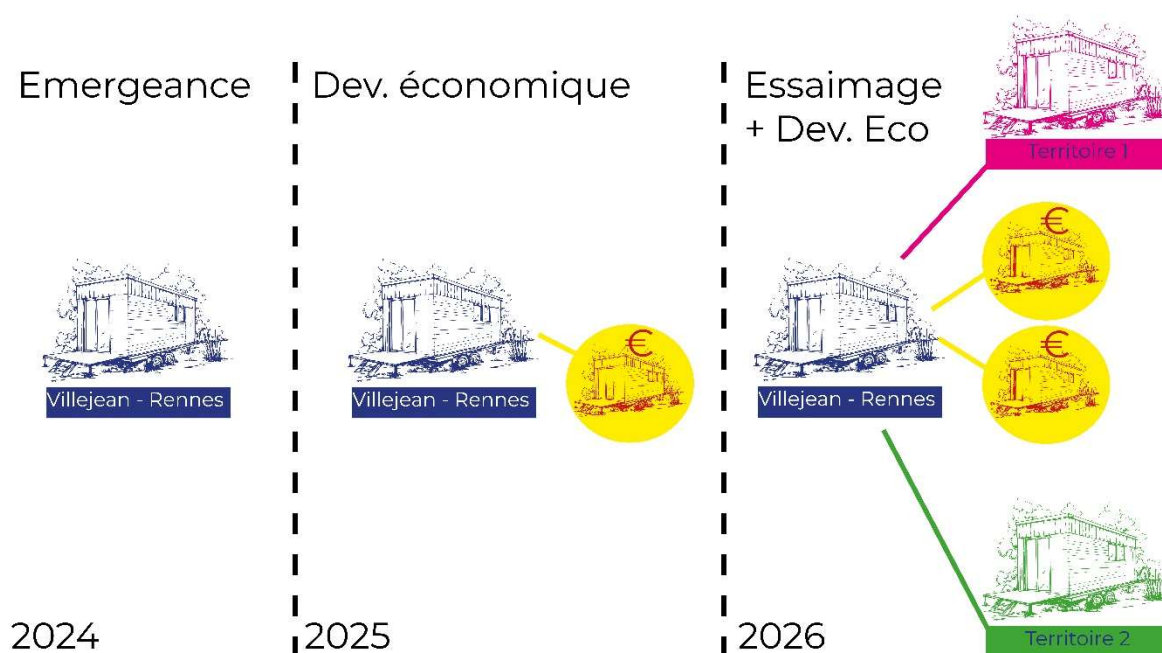 Emergeance
Villejean - Rennes
2024
Dev. économique
€
Villejean - Rennes
2025
Essaimage
+ Dev. Eco
Territoire 1
€
€
Villejean - Rennes
Territoire 2
2026